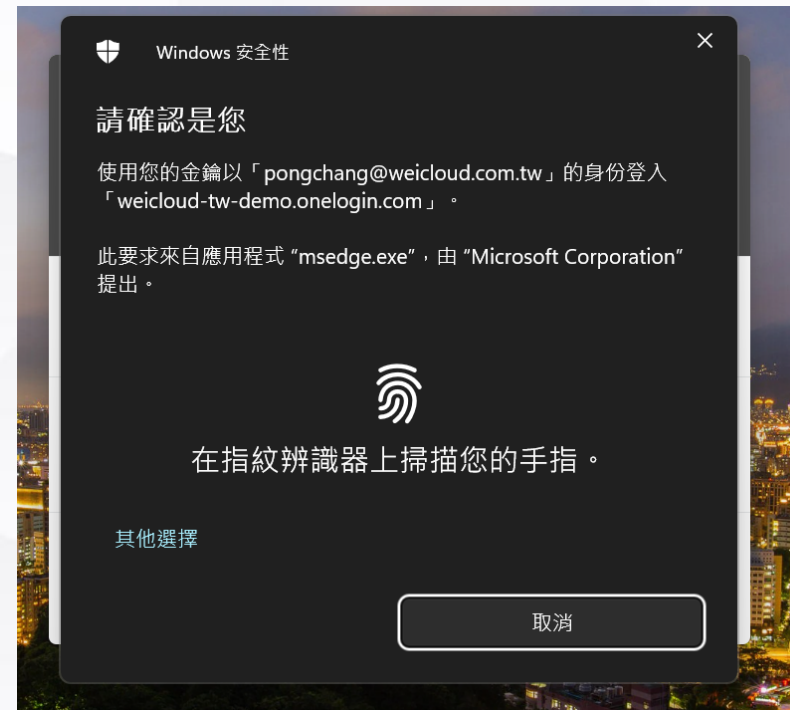 Windows 安全性
請確認是您
使用您的金鑰以「pongchang@weicloud.com.tw」的身份登入
「weicloud-tw-demo.onelogin.com」。
此要求來自應用程式 “msedge.exe”，由 “Microsoft Corporation”
提出。
在指紋辨識器上掃描您的手指。
其他選擇
取消